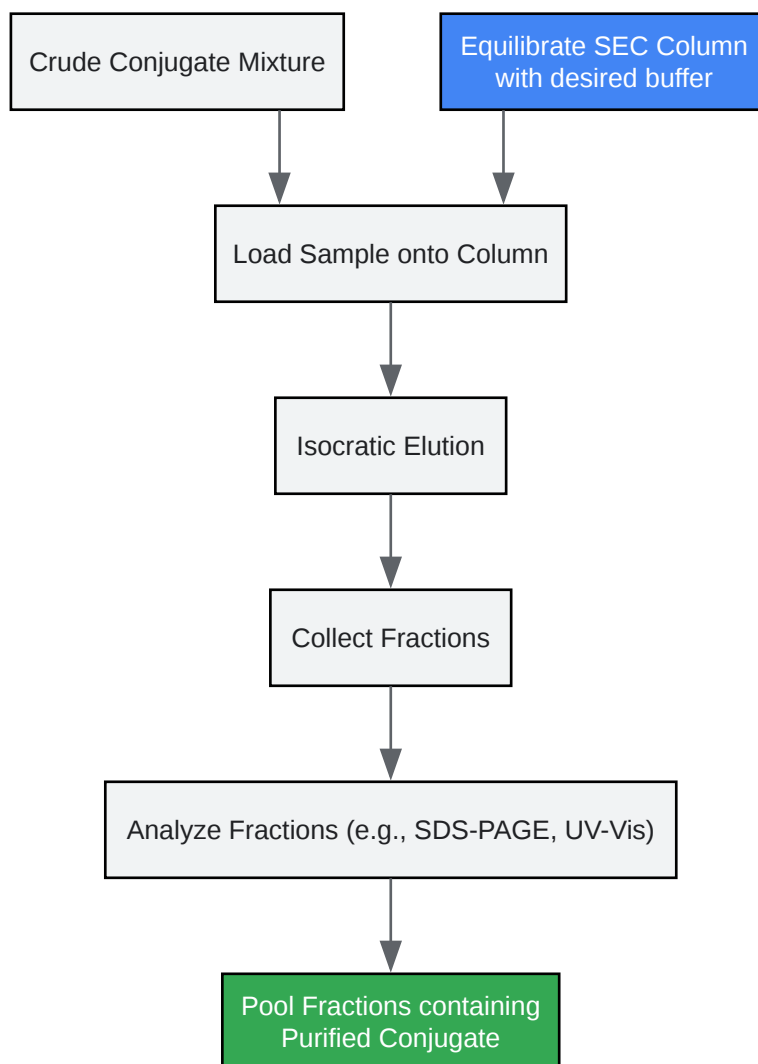 Crude Conjugate Mixture
Equilibrate SEC Column
with desired buffer
Load Sample onto Column
Isocratic Elution
Collect Fractions
Analyze Fractions (e.g., SDS-PAGE, UV-Vis)
Pool Fractions containing
Purified Conjugate